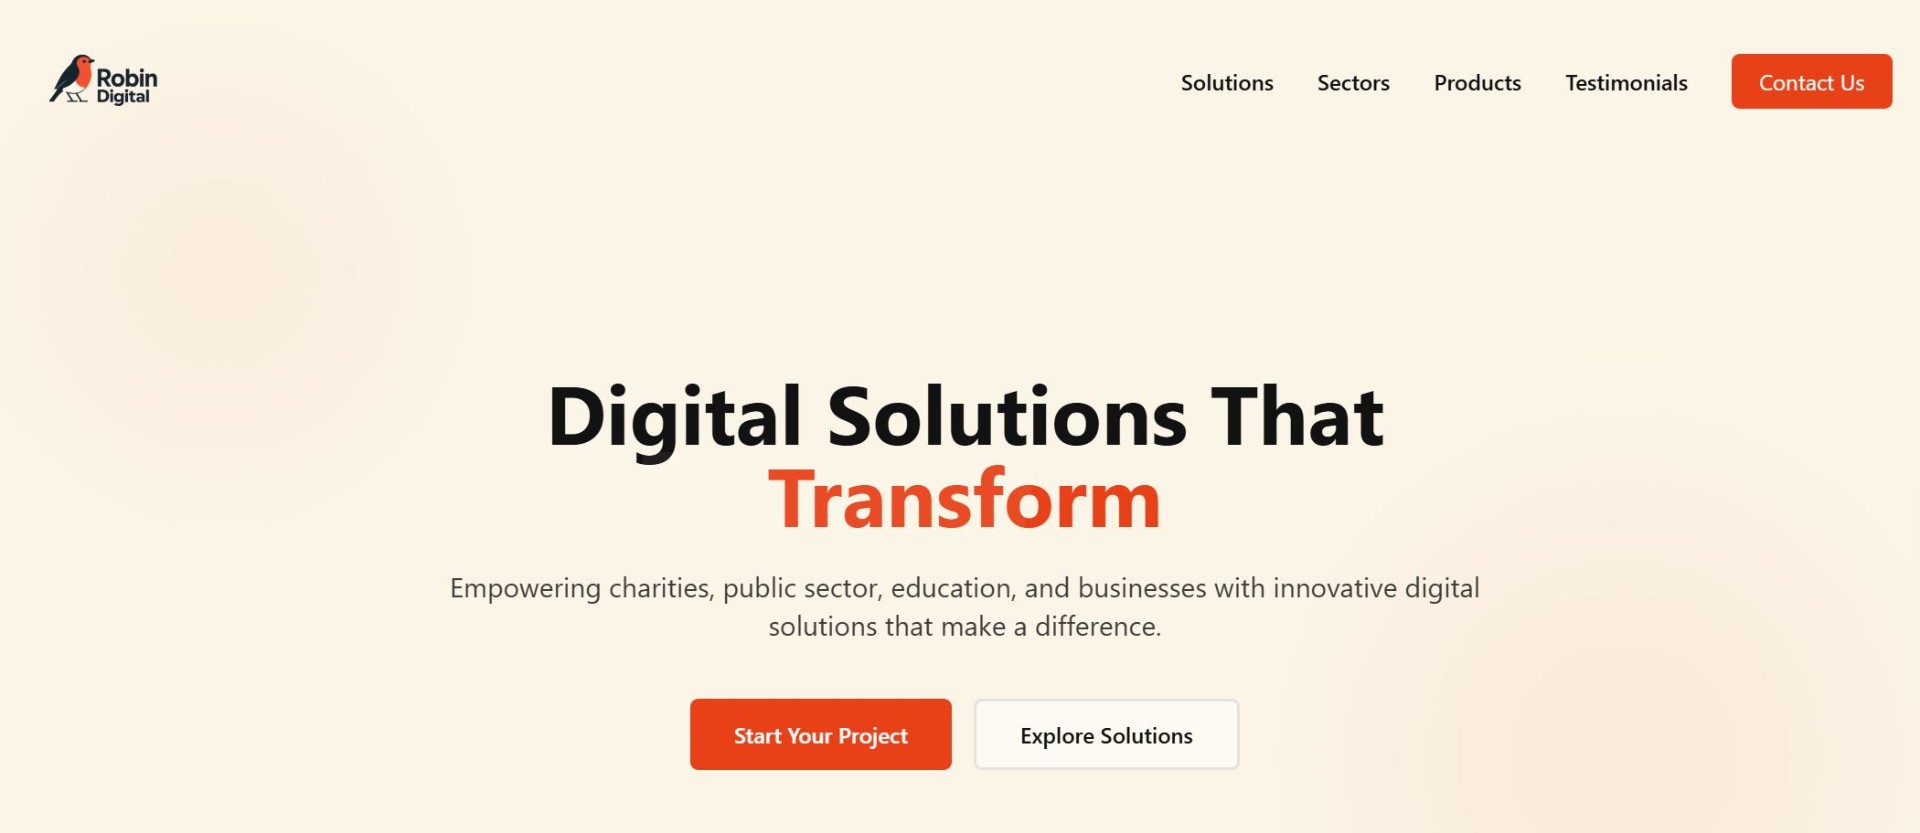 Robin
Digital
Solutions
Sectors
Products
Testimonials
Contact Us
Digital Solutions That
Transform
Empowering charities, public sector, education, and businesses with innovative digital
solutions that make a difference.
Start Your Project
Explore Solutions